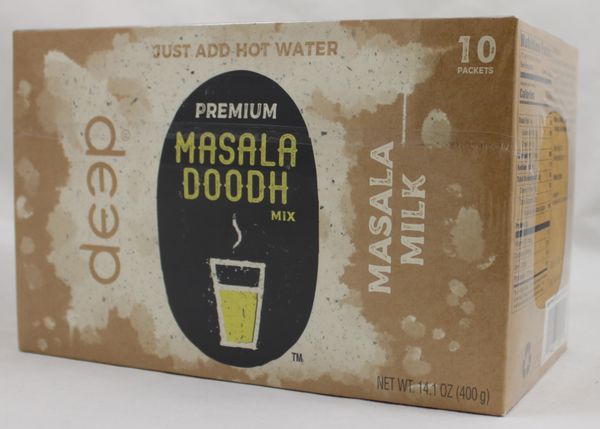 JUST ADD HOT WATER
10
PACKETS
deep®
PREMIUM
MASALA
DOODH
MIX
TM
MASALA
MILK
NET WT. 14.1 OZ (400 g)
Calories